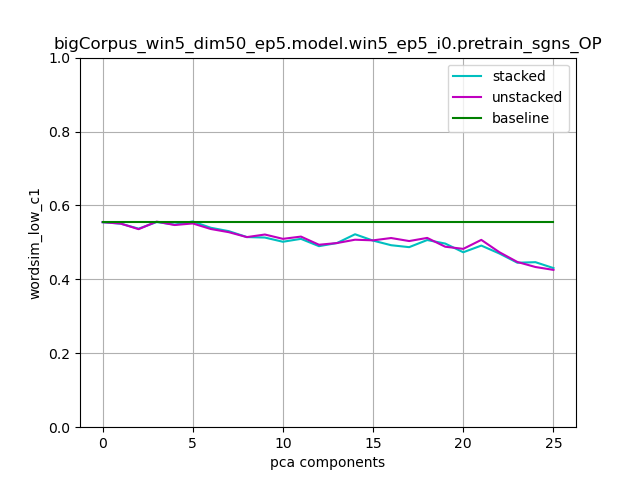 bigCorpus_win5_dim50_ep5.model.win5_ep5_i0.pretrain_sgns_OP
stacked
unstacked
baseline
1.0
0.8
0.6
0.4
0.2
0.0
wordsim_low_c1
0 5 10 15 20 25
pca components